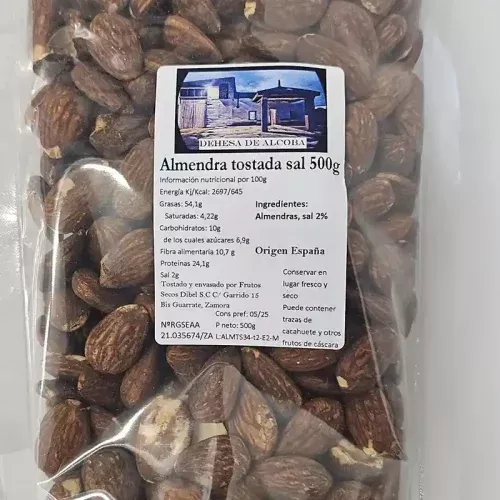 DEHESA DE ALCOBA
Almendra tostada sal 500g
Información nutricional por 100g
Energía Kj/Kcal: 2697/645
Grasas: 54,1g
Saturadas: 4,22g
Carbohidratos: 10g
de los cuales azúcares 6,9g
Fibra alimentaria 10,7 g
Proteinas 24,1g
Sal 2g
Tostado y envasado por Frutos
Secos Dibel S.C C/ Garrido 15
Bis Guarrate, Zamora
Cons pref: 05/25
NºRGSEAA P neto: 500g
21.035674/ZA L:ALMTS34-12-E2-M
Ingredientes:
Almendras, sal 2%
Origen España
Conservar en
lugar fresco y
seco
Puede contener
trazas de
cacahuete y otros
frutos de cáscara